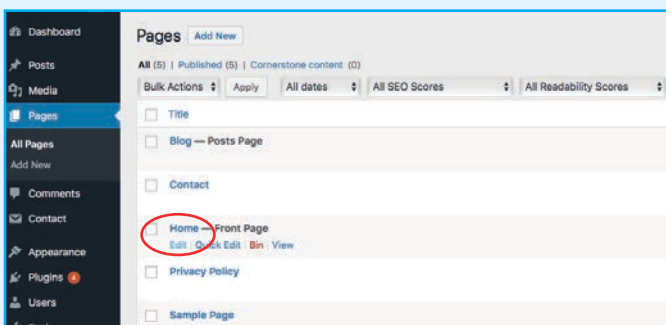 Dashboard
Posts
Media
Pages
All Pages
Add New
Comments
Contact
Appearance
Plugins 4
Users
Pages Add New
All (5) | Published (5) | Cornerstone content (0)
Bulk Actions Apply All dates All SEO Scores All Readability Scores
Title
Blog — Posts Page
Contact
Home — Front Page
Edit | Quick Edit | Bin | View
Privacy Policy
Sample Page